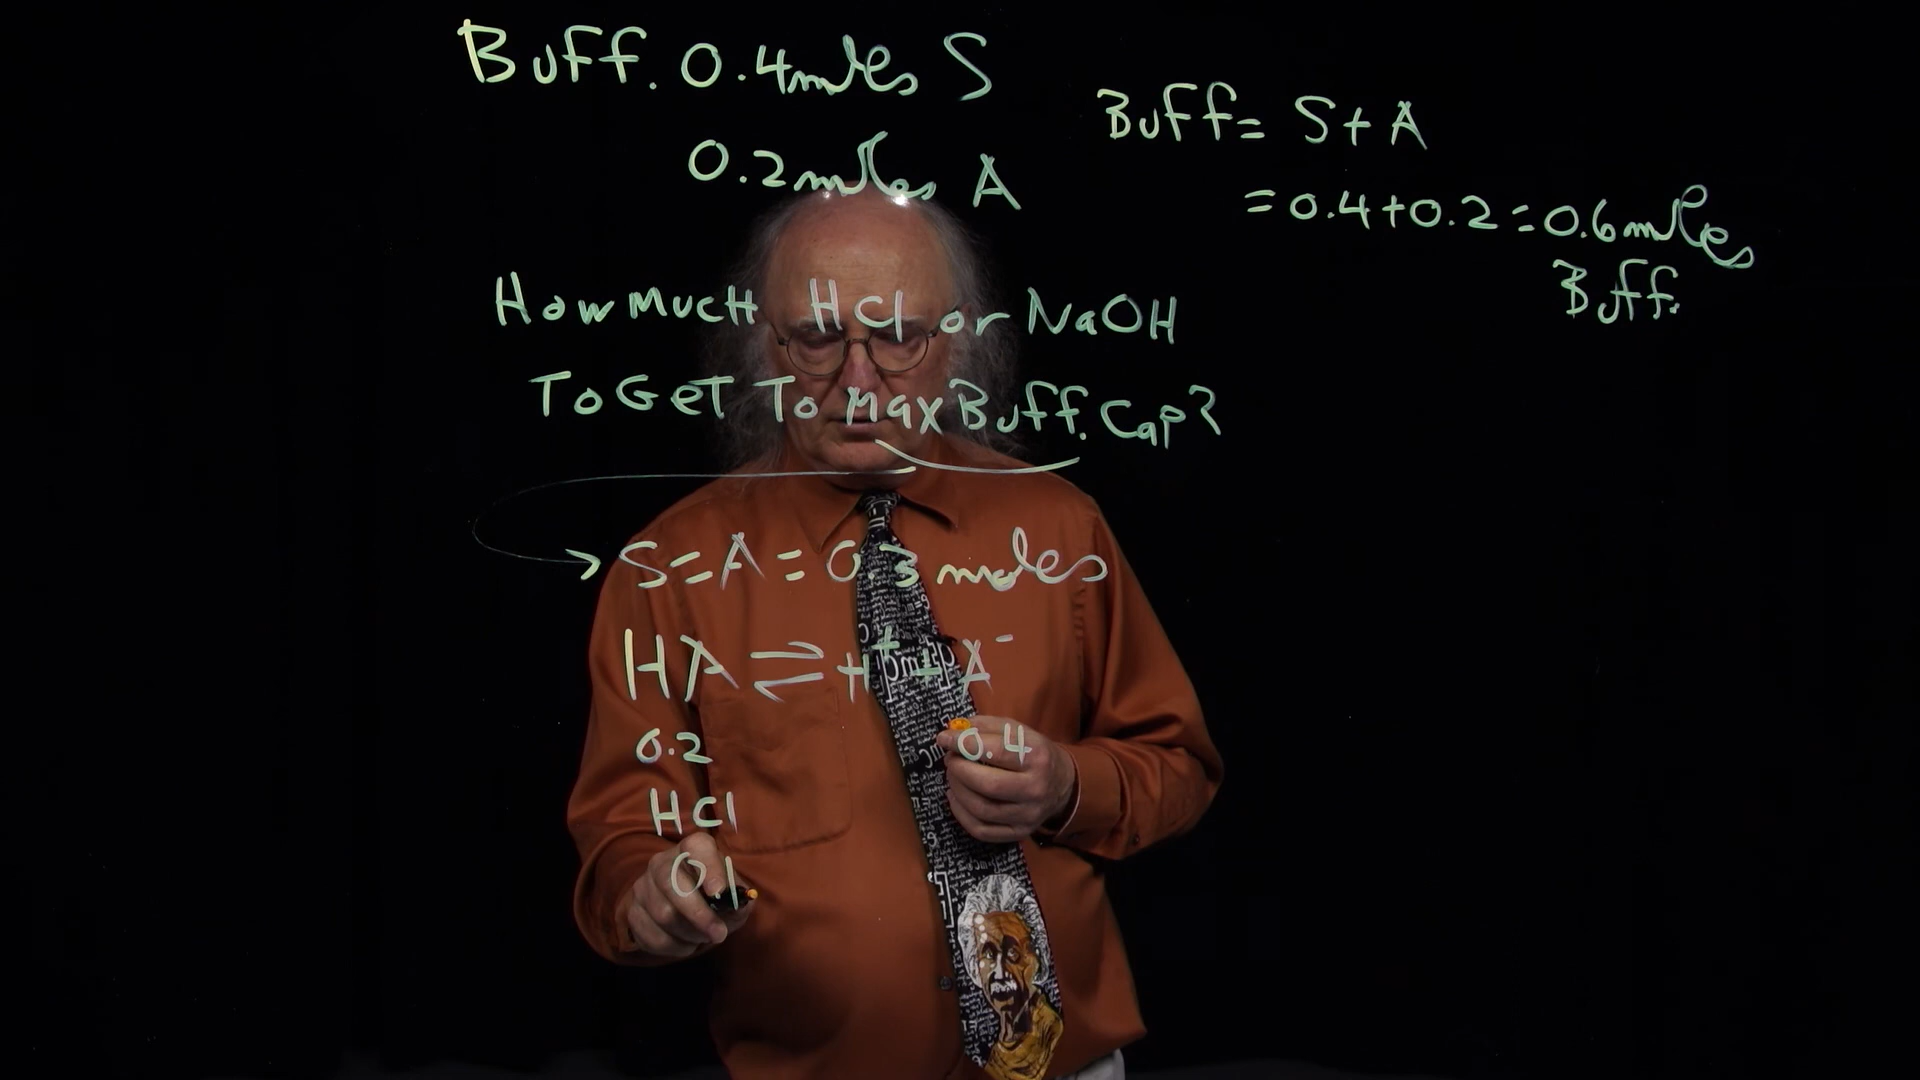 Buff. 0.4 moles S
0.2 moles A
Buff = S + A
= 0.4 + 0.2 = 0.6 moles
Buff.
How Much HCl or NaOH
To Get To Max Buff. Cap?
S = A = 0.3 moles
HA ⇌ H⁺ + A⁻
0.2 0.4
HCl
0.1